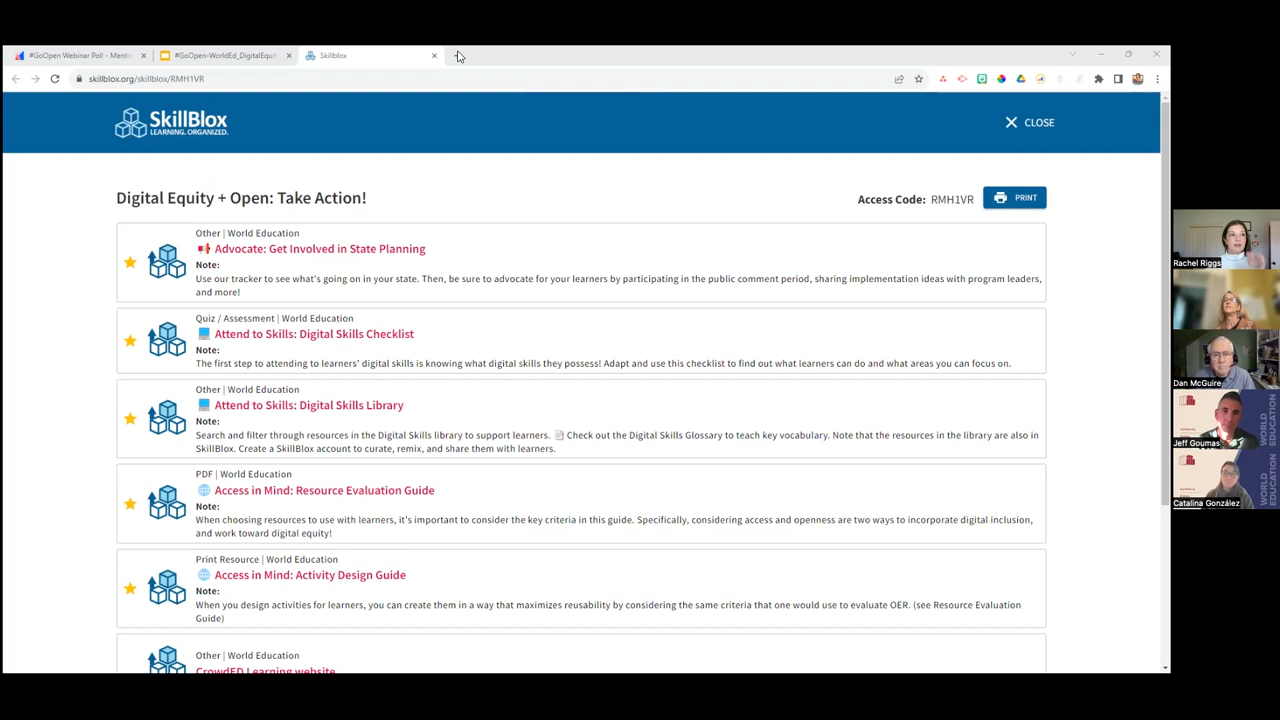 #GoOpen Webinar Poll - Menti
#GoOpen-WorldEd_DigitalEqui
Skillblox
skillblox.org/skillblox/RMH1VR
SkillBlox
LEARNING. ORGANIZED.
CLOSE
Digital Equity + Open: Take Action!
Access Code: RMH1VR
PRINT
Other | World Education
Advocate: Get Involved in State Planning
Note:
Use our tracker to see what's going on in your state. Then, be sure to advocate for your learners by participating in the public comment period, sharing implementation ideas with program leaders,
and more!
Quiz / Assessment | World Education
Attend to Skills: Digital Skills Checklist
Note:
The first step to attending to learners' digital skills is knowing what digital skills they possess! Adapt and use this checklist to find out what learners can do and what areas you can focus on.
Other | World Education
Attend to Skills: Digital Skills Library
Note:
Search and filter through resources in the Digital Skills library to support learners. Check out the Digital Skills Glossary to teach key vocabulary. Note that the resources in the library are also in
SkillBlox. Create a SkillBlox account to curate, remix, and share them with learners.
PDF | World Education
Access in Mind: Resource Evaluation Guide
Note:
When choosing resources to use with learners, it's important to consider the key criteria in this guide. Specifically, considering access and openness are two ways to incorporate digital inclusion,
and work toward digital equity!
Print Resource | World Education
Access in Mind: Activity Design Guide
Note:
When you design activities for learners, you can create them in a way that maximizes reusability by considering the same criteria that one would use to evaluate OER. (see Resource Evaluation
Guide)
Other | World Education
CrowdED Learning website
Rachel Riggs
Dan McGuire
Jeff Goumas
WORLD EDUCATION
Catalina González
WORLD EDUCATION